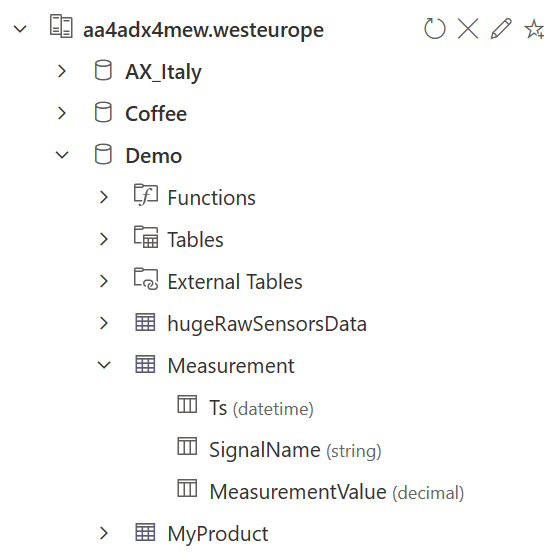 aa4adx4mew.westeurope
AX_Italy
Coffee
Demo
Functions
Tables
External Tables
hugeRawSensorsData
Measurement
Ts (datetime)
SignalName (string)
MeasurementValue (decimal)
MyProduct